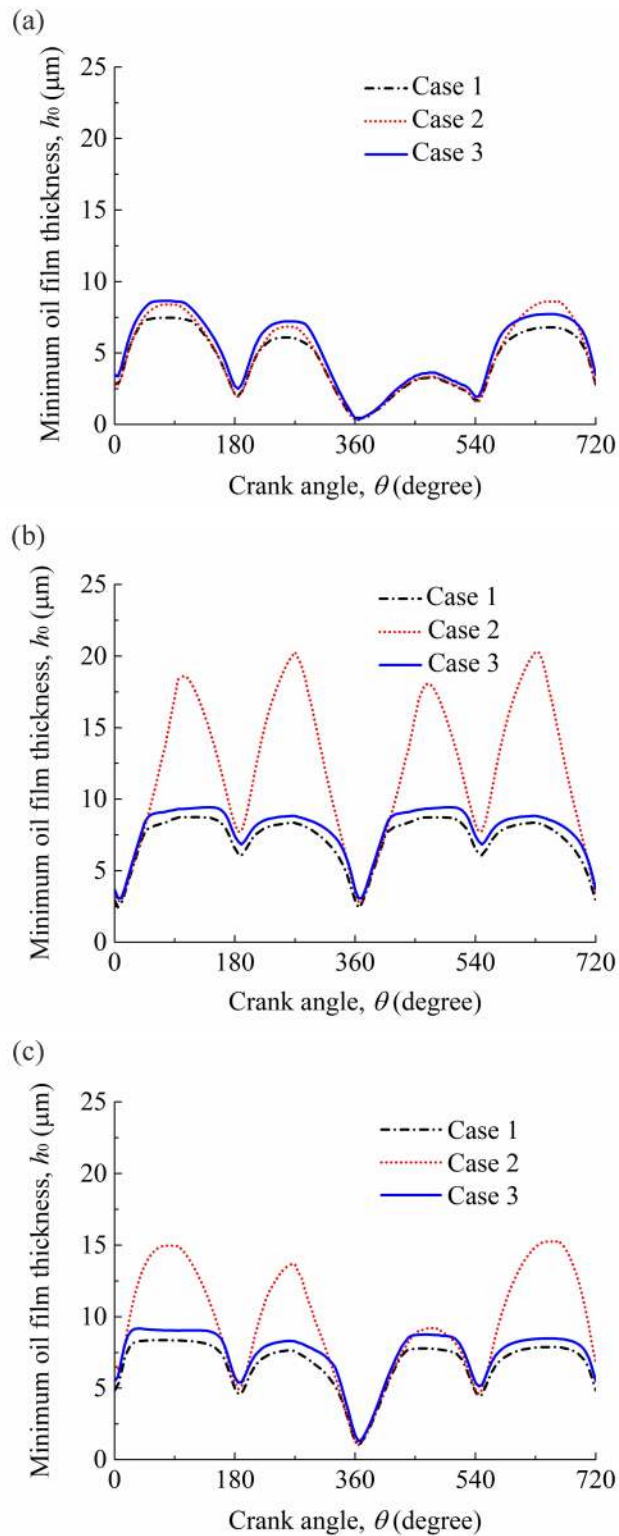 (a)
Minimum oil film thickness, h₀ (μm)
25
20
15
10
5
0
Case 1
Case 2
Case 3
0 180 360 540 720
Crank angle, θ (degree)
(b)
Minimum oil film thickness, h₀ (μm)
25
20
15
10
5
0
Case 1
Case 2
Case 3
0 180 360 540 720
Crank angle, θ (degree)
(c)
Minimum oil film thickness, h₀ (μm)
25
20
15
10
5
0
Case 1
Case 2
Case 3
0 180 360 540 720
Crank angle, θ (degree)